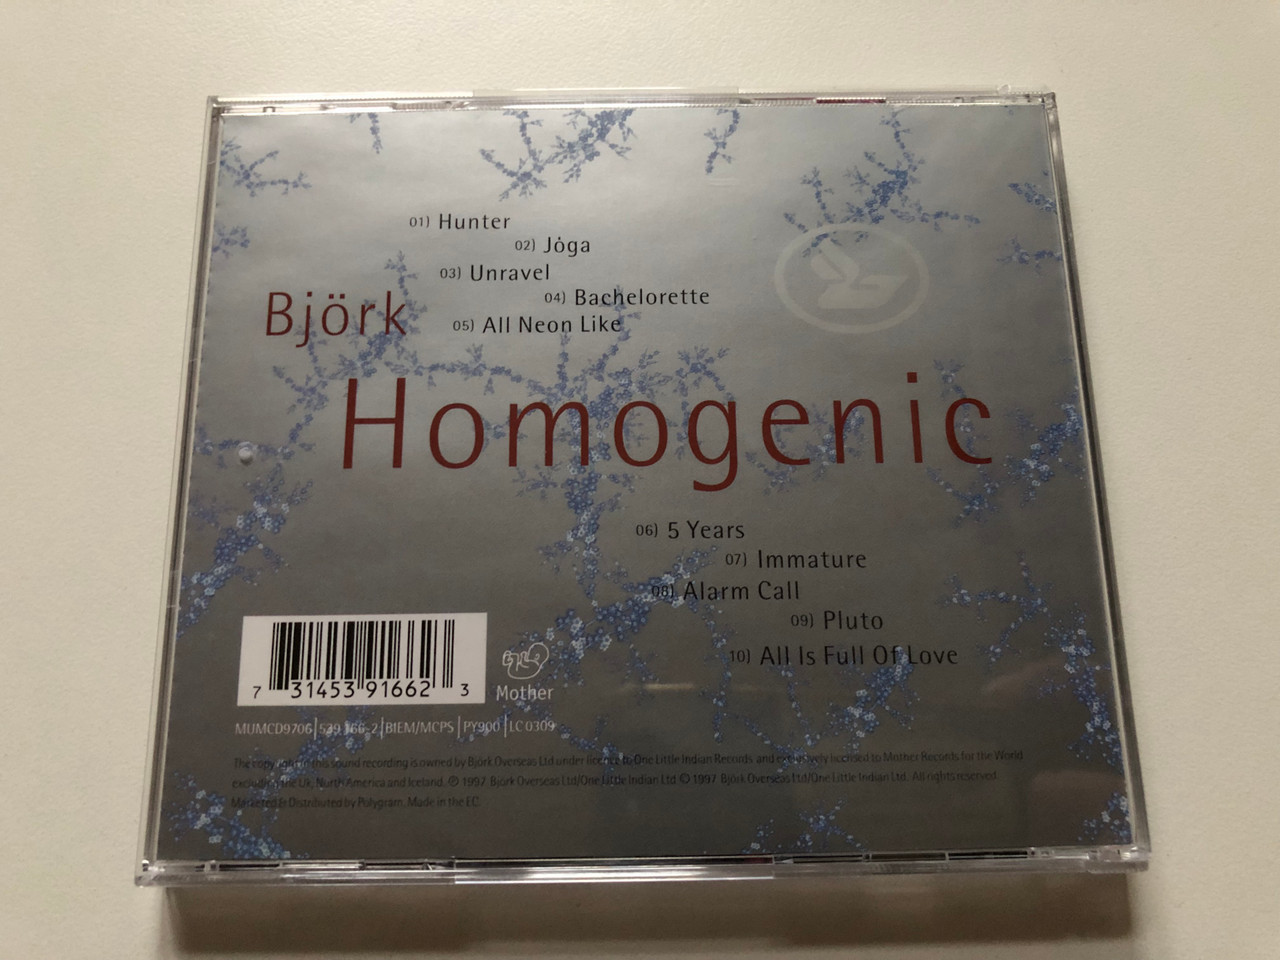 01) Hunter
02) Jóga
03) Unravel
04) Bachelorette
05) All Neon Like
Björk
Homogenic
06) 5 Years
07) Immature
08) Alarm Call
09) Pluto
10) All Is Full Of Love
7 31453 91662 3
Mother
MUMCD9706 | 539 166-2 | BIEM/MCPS | PY900 | LC 0309
The copyright in this sound recording is owned by Björk Overseas Ltd under licence to One Little Indian Records and exclusively licensed to Mother Records for the World
excluding the Uk, North America and Iceland. ℗ 1997 Björk Overseas Ltd/One Little Indian Ltd © 1997 Björk Overseas Ltd/One Little Indian Ltd. All rights reserved.
Marketed & Distributed by Polygram. Made in the EC.